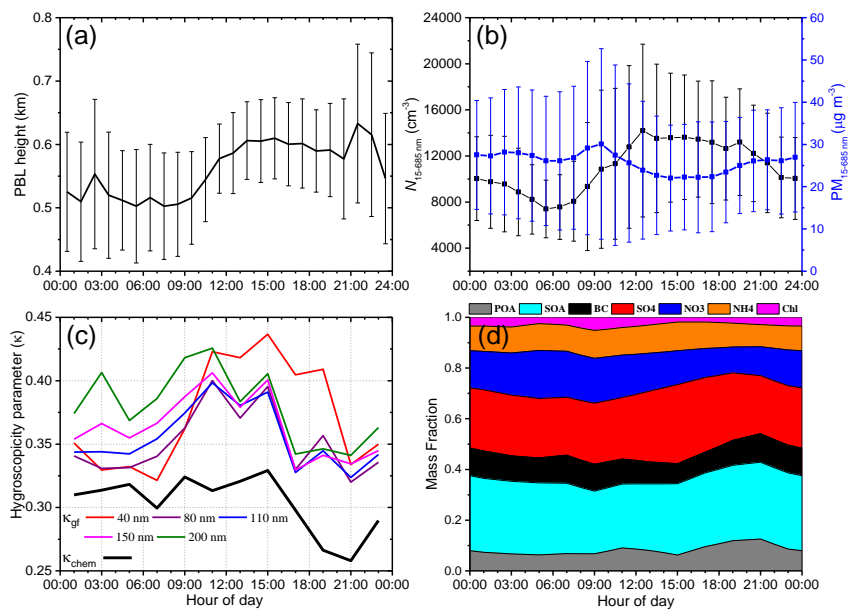 (a)
PBL height (km)
0.8
0.7
0.6
0.5
0.4
00:00 03:00 06:00 09:00 12:00 15:00 18:00 21:00 24:00
(b)
N15-685 nm (cm-3)
24000
20000
16000
12000
8000
4000
PM15-685 nm (µg m-3)
60
50
40
30
20
10
0
00:00 03:00 06:00 09:00 12:00 15:00 18:00 21:00 24:00
(c)
Hygroscopicity parameter (κ)
0.45
0.40
0.35
0.30
0.25
κgf 40 nm 80 nm 110 nm
150 nm 200 nm
κchem
00:00 03:00 06:00 09:00 12:00 15:00 18:00 21:00 00:00
Hour of day
POA SOA BC SO4 NO3 NH4 Chl
(d)
Mass Fraction
1.0
0.8
0.6
0.4
0.2
0.0
00:00 03:00 06:00 09:00 12:00 15:00 18:00 21:00 00:00
Hour of day